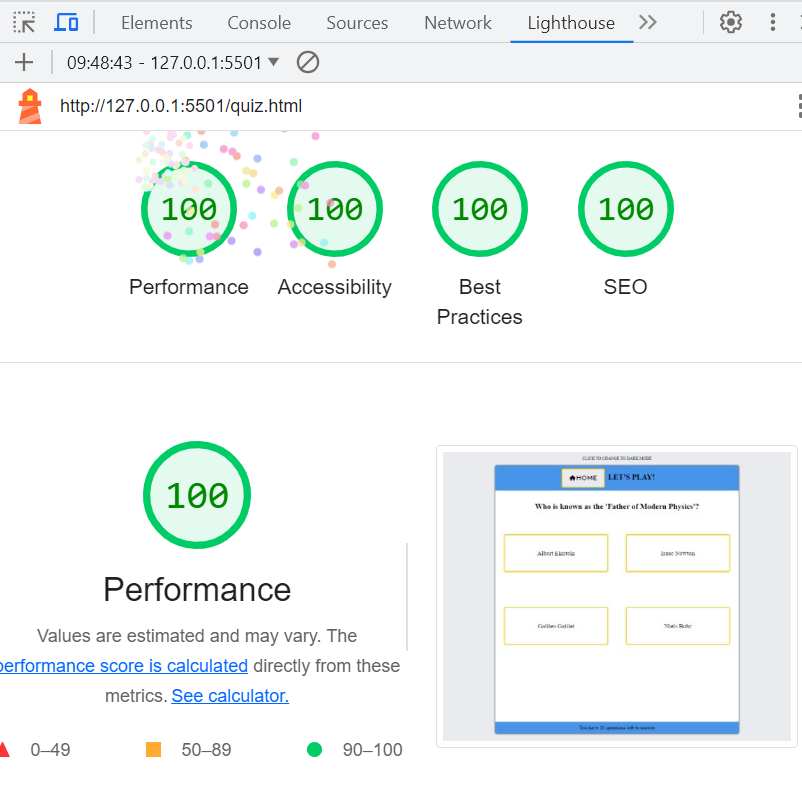 Elements Console Sources Network Lighthouse
09:48:43 - 127.0.0.1:5501
http://127.0.0.1:5501/quiz.html
100 100 100 100
Performance Accessibility Best Practices SEO
100
Performance
Values are estimated and may vary. The
performance score is calculated directly from these
metrics. See calculator.
0–49 50–89 90–100
CLICK TO CHANGE TO DARK MODE
HOME LET'S PLAY!
Who is known as the 'Father of Modern Physics'?
Albert Einstein Isaac Newton
Galileo Galilei Niels Bohr
You have 10 questions left to answer